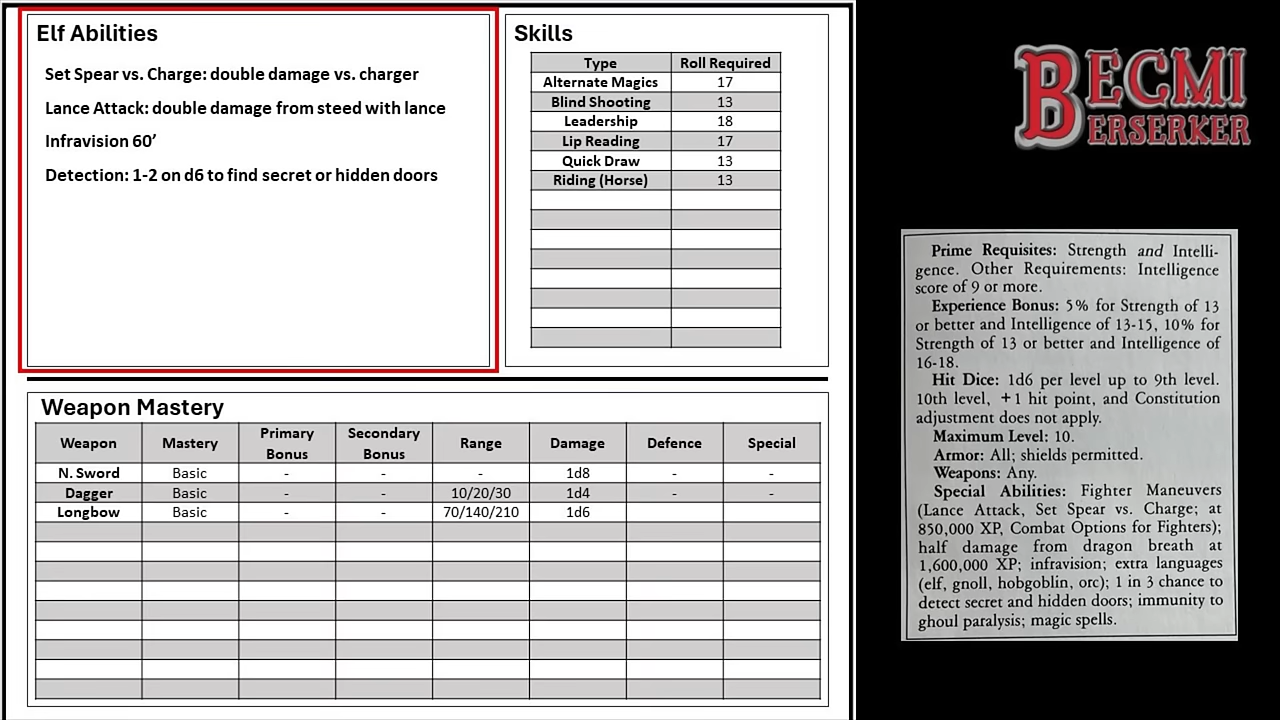 Elf Abilities
Set Spear vs. Charge: double damage vs. charger
Lance Attack: double damage from steed with lance
Infravision 60’
Detection: 1-2 on d6 to find secret or hidden doors
Skills
Type Roll Required
Alternate Magics 17
Blind Shooting 13
Leadership 18
Lip Reading 17
Quick Draw 13
Riding (Horse) 13
Weapon Mastery
Weapon Mastery Primary Bonus Secondary Bonus Range Damage Defence Special
N. Sword Basic - - - 1d8 - -
Dagger Basic - - 10/20/30 1d4 - -
Longbow Basic - - 70/140/210 1d6
BECMI
BERSERKER
Prime Requisites: Strength and Intelli-
gence. Other Requirements: Intelligence
score of 9 or more.
Experience Bonus: 5% for Strength of 13
or better and Intelligence of 13-15, 10% for
Strength of 13 or better and Intelligence of
16-18.
Hit Dice: 1d6 per level up to 9th level.
10th level, +1 hit point, and Constitution
adjustment does not apply.
Maximum Level: 10.
Armor: All; shields permitted.
Weapons: Any.
Special Abilities: Fighter Maneuvers
(Lance Attack, Set Spear vs. Charge; at
850,000 XP, Combat Options for Fighters);
half damage from dragon breath at
1,600,000 XP; infravision; extra languages
(elf, gnoll, hobgoblin, orc); 1 in 3 chance to
detect secret and hidden doors; immunity to
ghoul paralysis; magic spells.